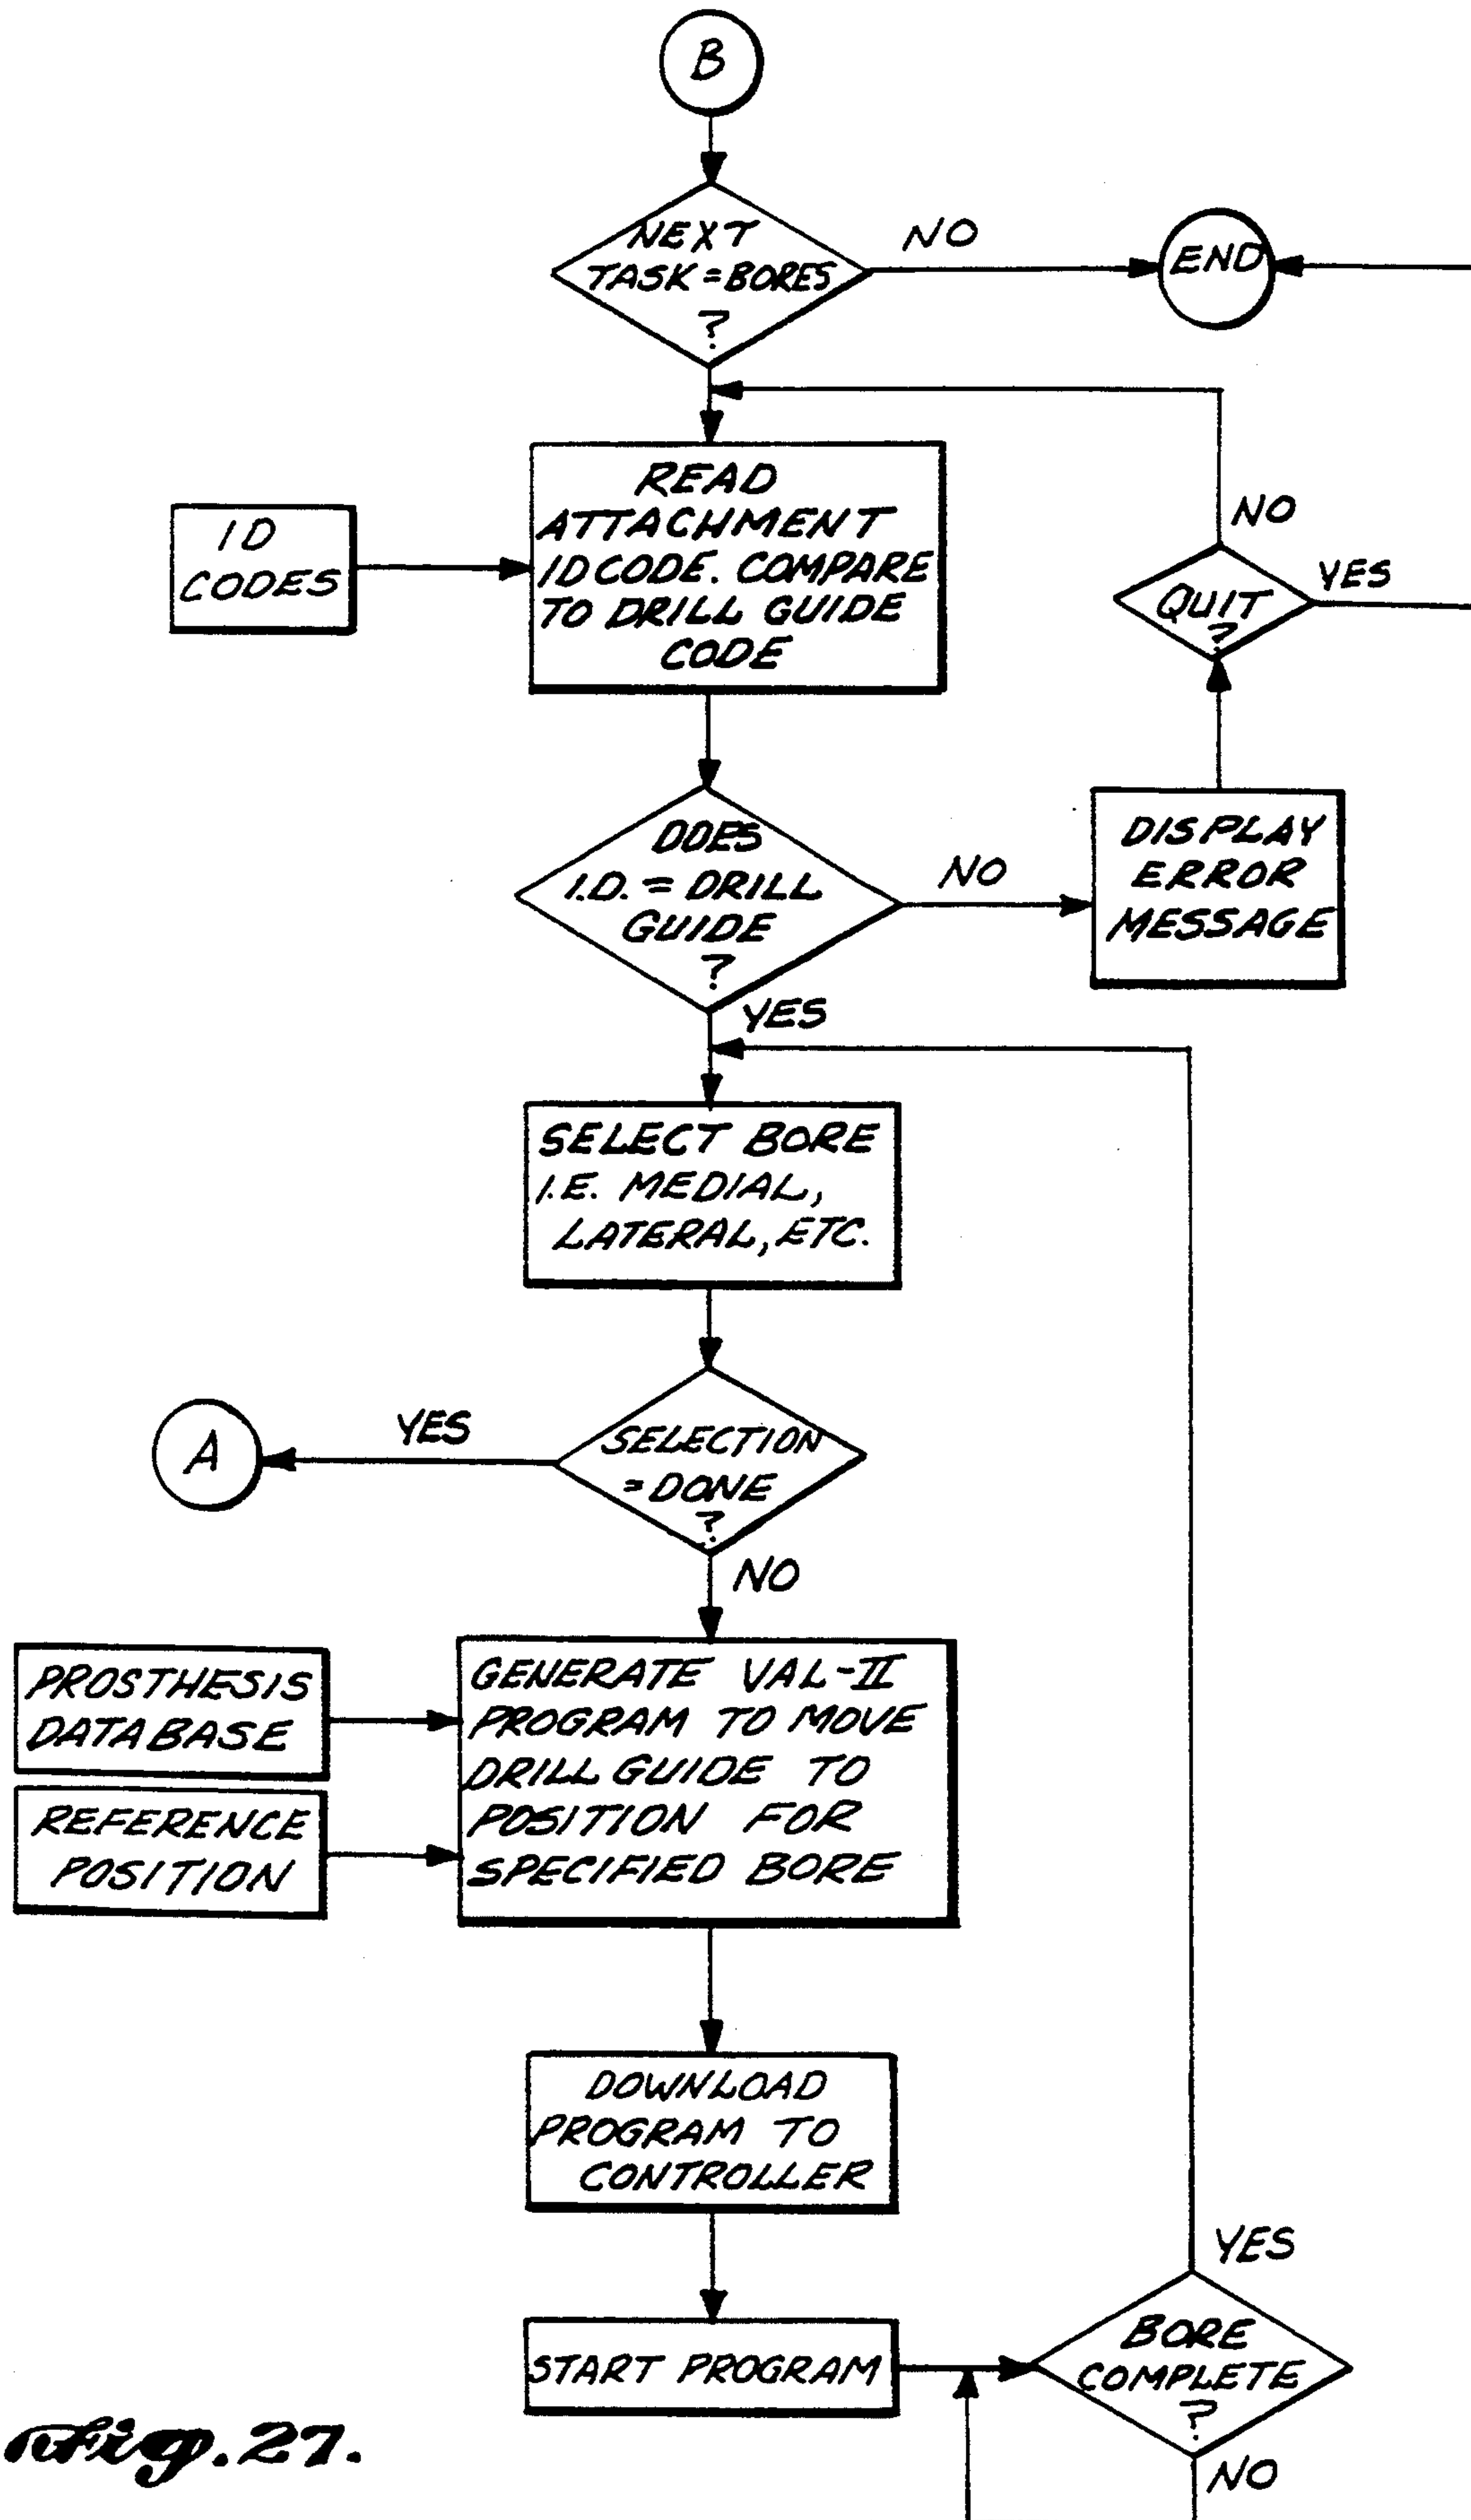 B
NEXT
TASK = BORES
?
NO
END
READ
ATTACHMENT
ID CODE. COMPARE
TO DRILL GUIDE
CODE
ID
CODES
NO
QUIT
?
YES
DOES
I.D. = DRILL
GUIDE
?
NO
DISPLAY
ERROR
MESSAGE
YES
SELECT BORE
I.E. MEDIAL,
LATERAL, ETC.
A
YES
SELECTION
= DONE
?
NO
PROSTHESIS
DATABASE
REFERENCE
POSITION
GENERATE VAL-II
PROGRAM TO MOVE
DRILL GUIDE TO
POSITION FOR
SPECIFIED BORE
DOWNLOAD
PROGRAM TO
CONTROLLER
START PROGRAM
YES
BORE
COMPLETE
?
NO
Fig. 27.